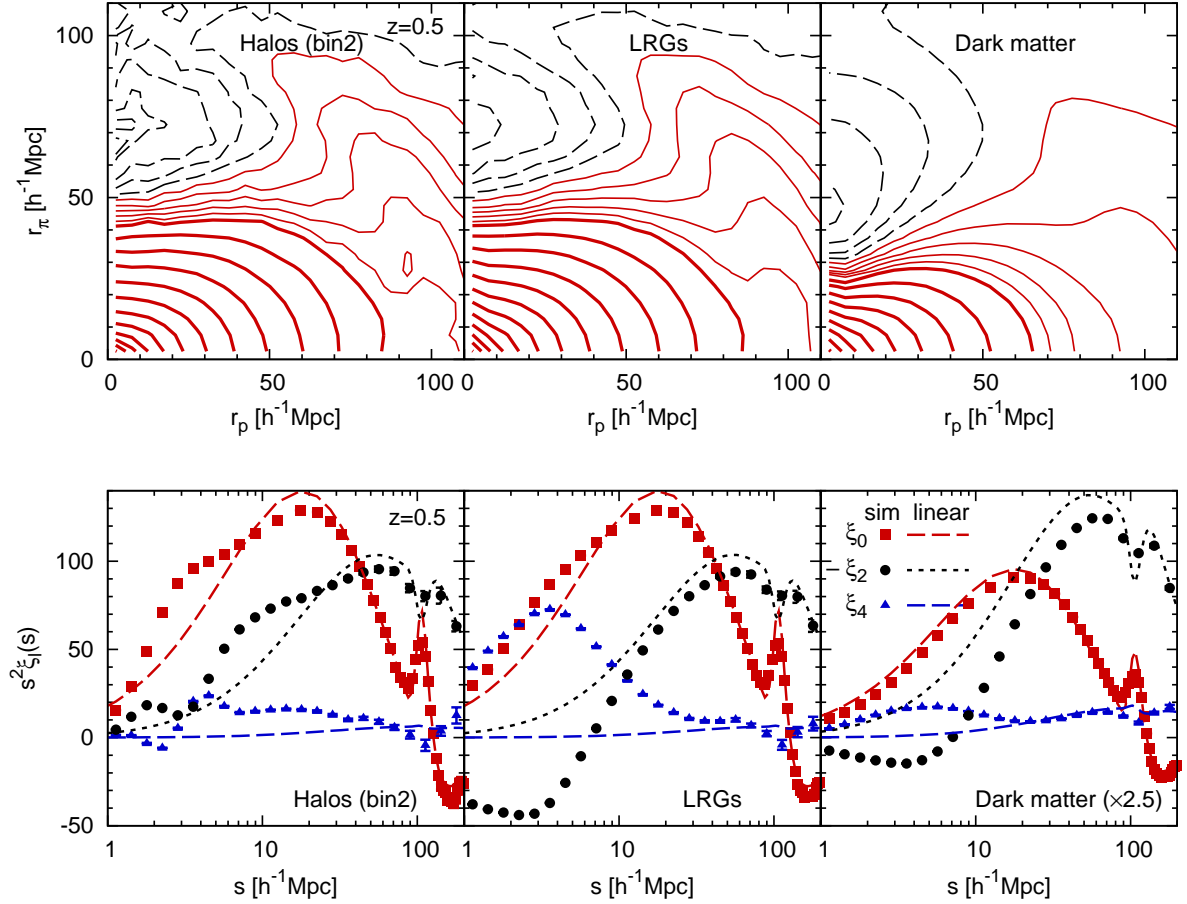 z=0.5
Halos (bin2)
LRGs
Dark matter
100
50
0
r_π [h⁻¹Mpc]
0 50 100
0 50 100
0 50 100
r_p [h⁻¹Mpc]
r_p [h⁻¹Mpc]
r_p [h⁻¹Mpc]
z=0.5
sim linear
ξ₀
−ξ₂
ξ₄
100
50
0
-50
s²ξ_l(s)
Halos (bin2)
LRGs
Dark matter (×2.5)
1 10 100
1 10 100
1 10 100
s [h⁻¹Mpc]
s [h⁻¹Mpc]
s [h⁻¹Mpc]